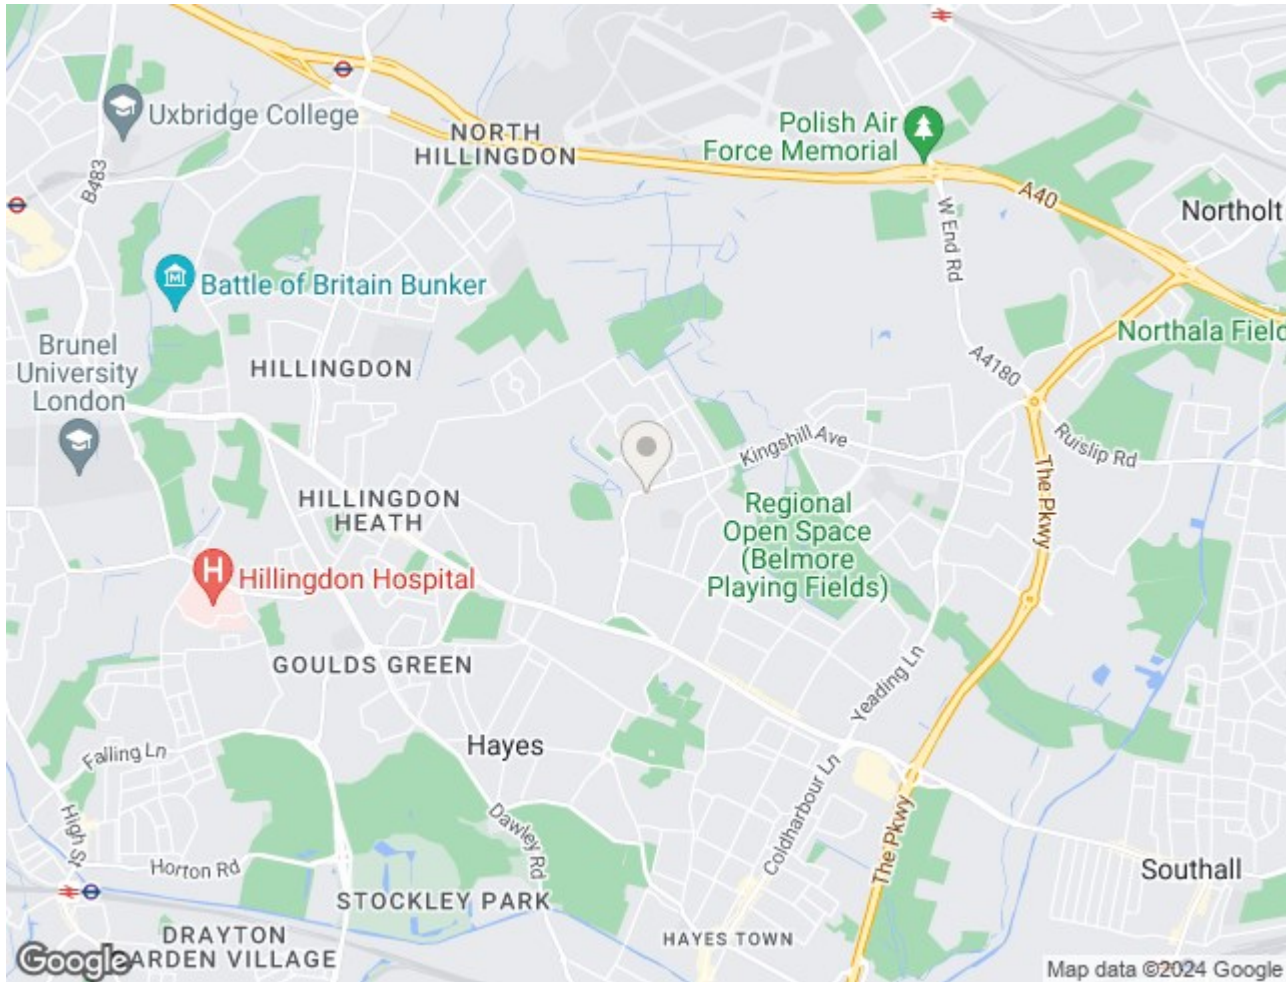 Uxbridge College
B483
NORTH
HILLINGDON
Polish Air
Force Memorial
A40
Northolt
W End Rd
Battle of Britain Bunker
Northala Field
Brunel
University
London
HILLINGDON
A4180
Kingshill Ave
Ruislip Rd
The Pkwy
HILLINGDON
HEATH
Regional
Open Space
(Belmore
Playing Fields)
Hillingdon Hospital
GOULDS GREEN
Yeading Ln
Hayes
Falling Ln
Coldharbour Ln
High St
Dawley Rd
The Pkwy
Horton Rd
Southall
STOCKLEY PARK
HAYES TOWN
DRAYTON
GARDEN VILLAGE
Google
Map data ©2024 Google